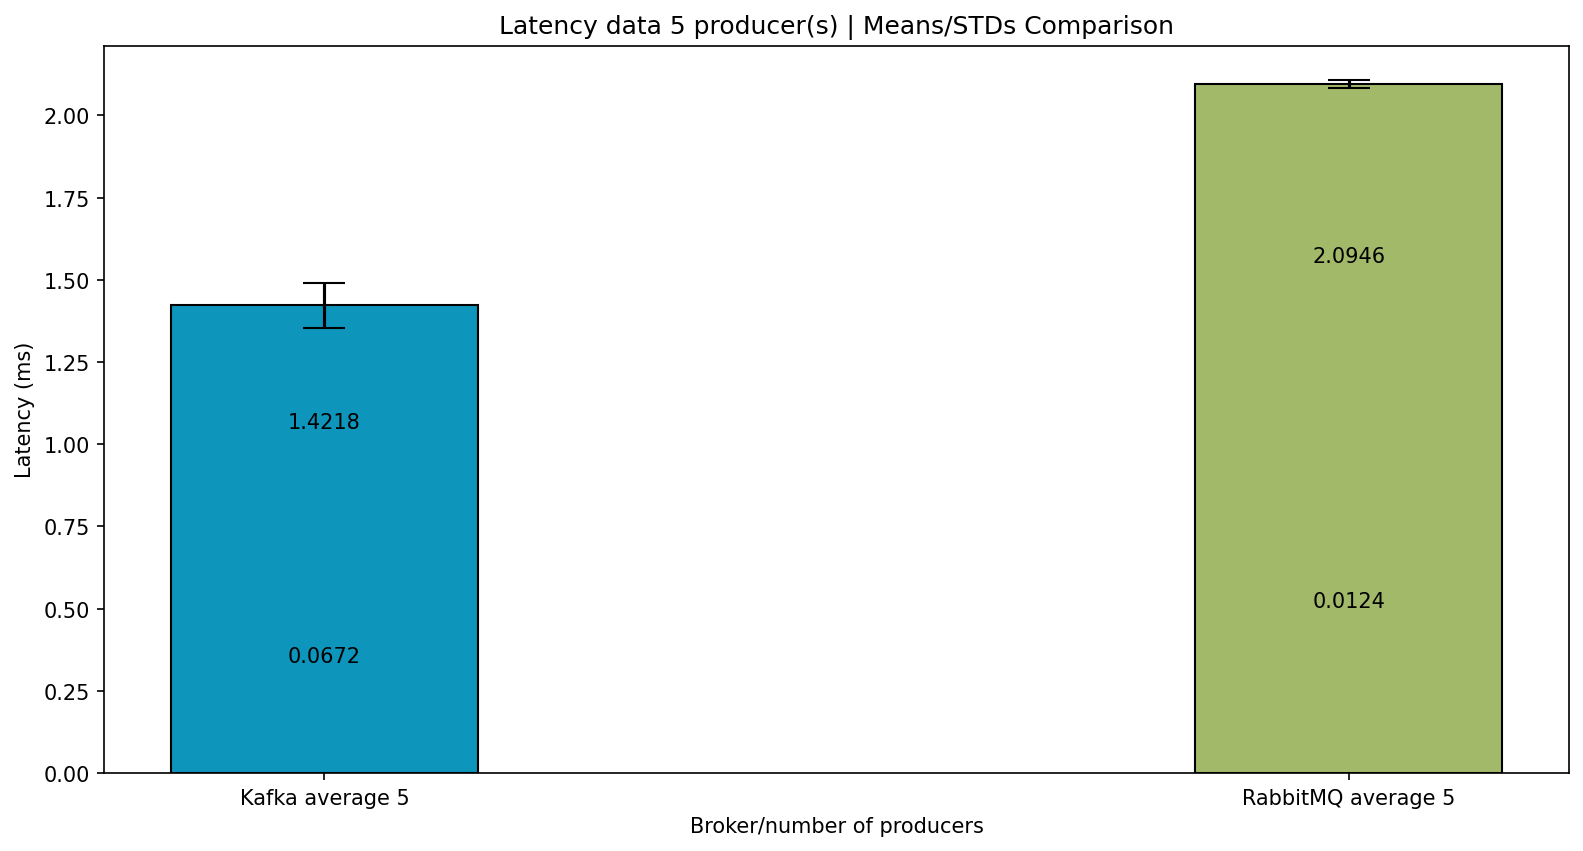 Latency data 5 producer(s) | Means/STDs Comparison
Latency (ms)
2.00
1.75
1.50
1.25
1.00
0.75
0.50
0.25
0.00
1.4218
0.0672
2.0946
0.0124
Kafka average 5
RabbitMQ average 5
Broker/number of producers